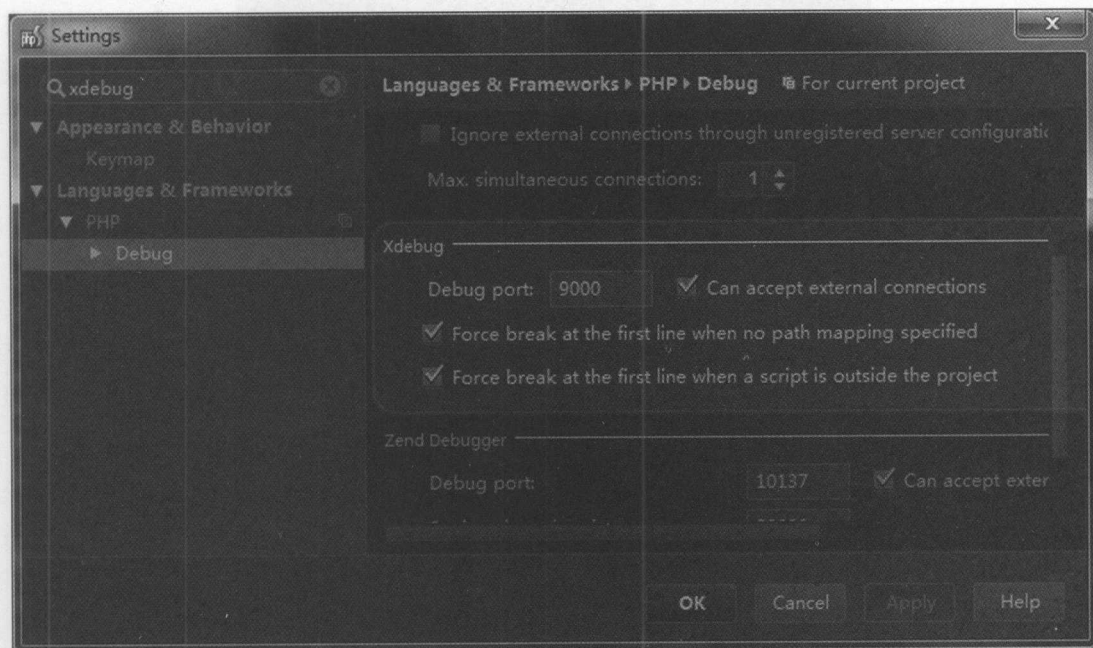 Settings
xdebug
Languages & Frameworks PHP Debug For current project
Appearance & Behavior
Keymap
Languages & Frameworks
PHP
Debug
Ignore external connections through unregistered server configuratio
Max. simultaneous connections: 1
Xdebug
Debug port: 9000 Can accept external connections
Force break at the first line when no path mapping specified
Force break at the first line when a script is outside the project
Zend Debugger
Debug port: 10137 Can accept exter
OK Cancel Apply Help